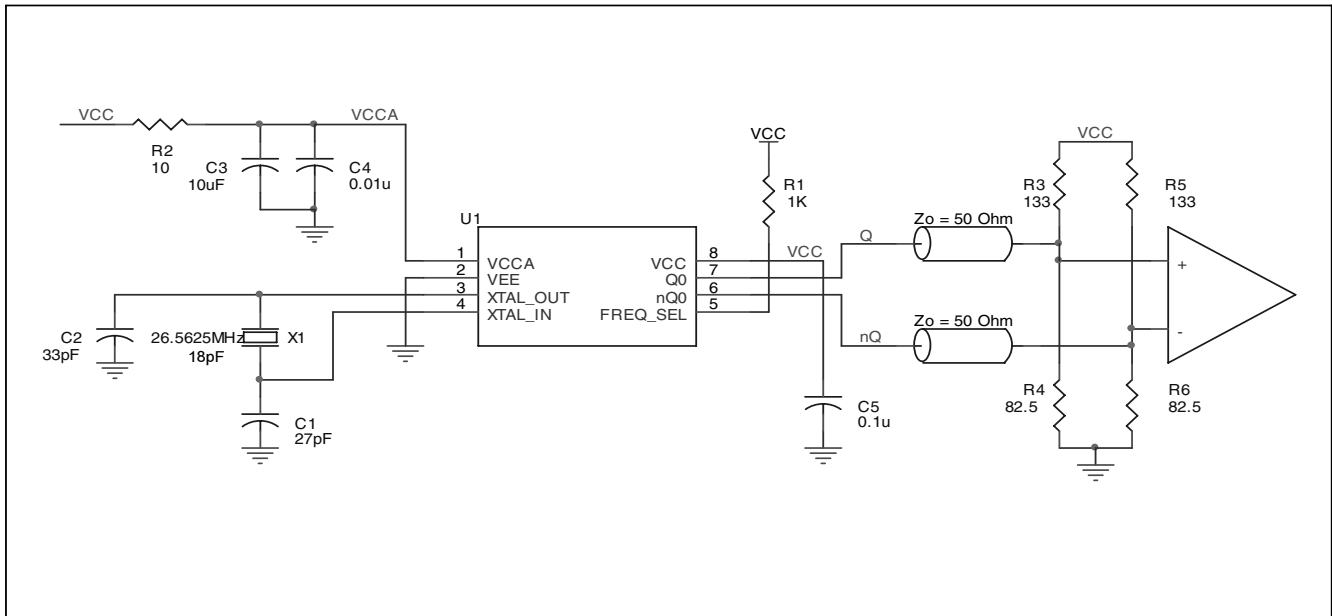 VCC
R2
10
C3
10uF
C4
0.01u
VCCA
U1
1
VCCA
2
VEE
3
XTAL_OUT
4
XTAL_IN
8
VCC
7
Q0
6
nQ0
5
FREQ_SEL
C2
33pF
26.5625MHz
18pF
X1
C1
27pF
VCC
R1
1K
VCC
C5
0.1u
Q
Zo = 50 Ohm
nQ
Zo = 50 Ohm
VCC
R3
133
R5
133
R4
82.5
R6
82.5
+
-